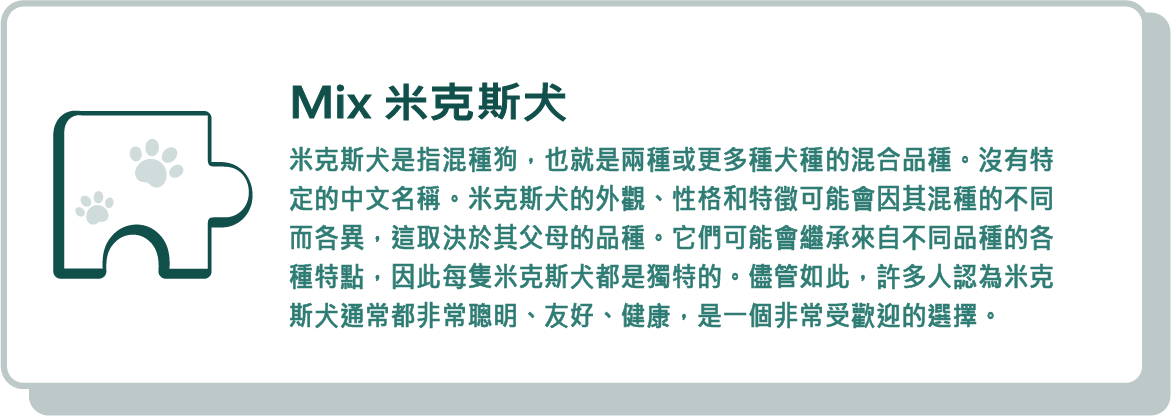 Mix 米克斯犬
米克斯犬是指混種狗，也就是兩種或更多種犬種的混合品種。沒有特
定的中文名稱。米克斯犬的外觀、性格和特徵可能會因其混種的不同
而各異，這取決於其父母的品種。它們可能會繼承來自不同品種的各
種特點，因此每隻米克斯犬都是獨特的。儘管如此，許多人認為米克
斯犬通常都非常聰明、友好、健康，是一個非常受歡迎的選擇。